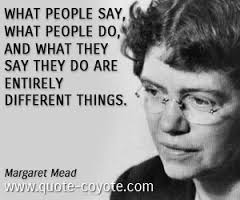 WHAT PEOPLE SAY,
WHAT PEOPLE DO,
AND WHAT THEY
SAY THEY DO ARE
ENTIRELY
DIFFERENT THINGS.
Margaret Mead
www.quote-coyote.com